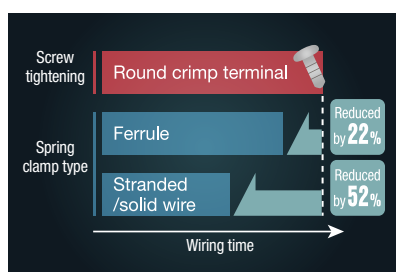 Screw
tightening
Round crimp terminal
Spring
clamp type
Ferrule
Reduced
by 22%
Stranded
/solid wire
Reduced
by 52%
Wiring time